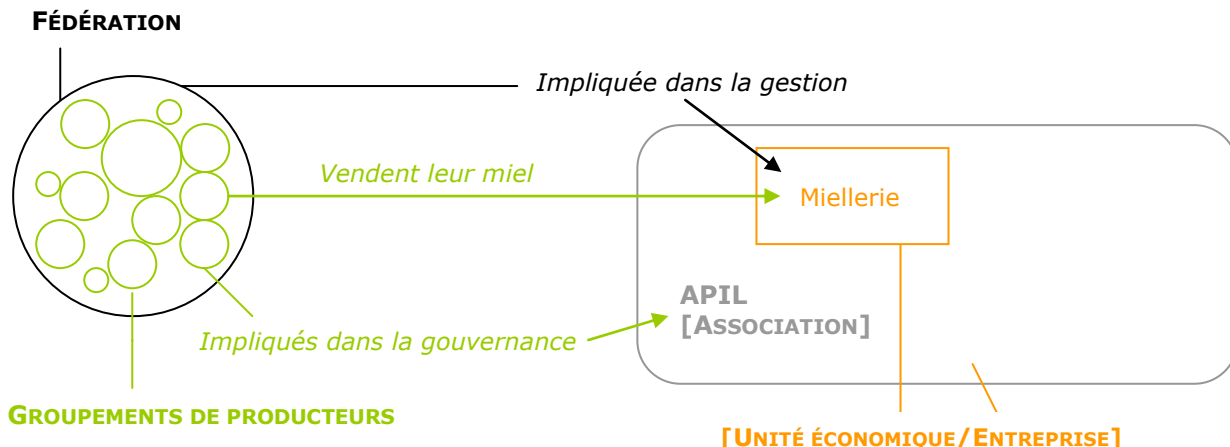 FÉDÉRATION
Impliquée dans la gestion
Vendent leur miel
Miellerie
APIL
[ASSOCIATION]
Impliqués dans la gouvernance
GROUPEMENTS DE PRODUCTEURS
[UNITÉ ÉCONOMIQUE/ENTREPRISE]